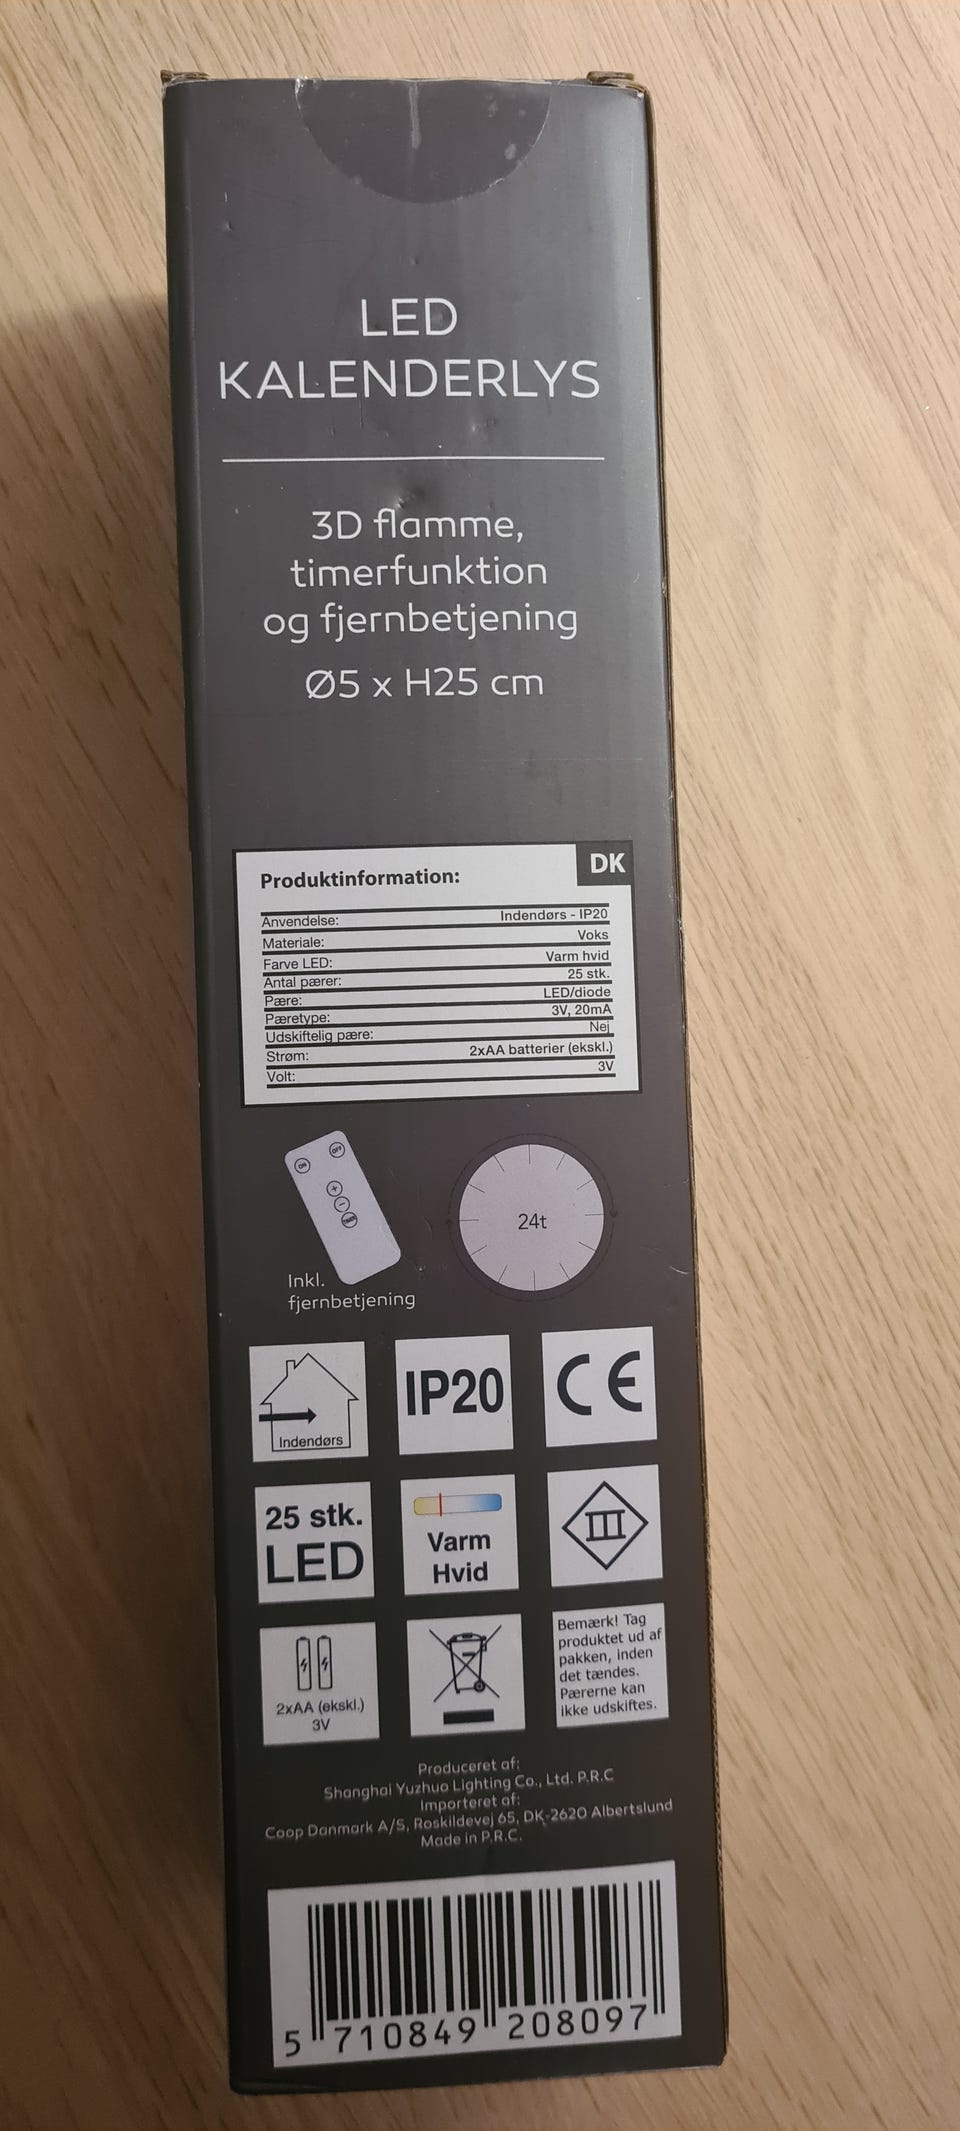 LED
KALENDERLYS
3D flamme,
timerfunktion
og fjernbetjening
Ø5 x H25 cm
DK
Produktinformation:
Anvendelse: Indendørs - IP20
Materiale: Voks
Farve LED: Varm hvid
Antal pærer: 25 stk.
Pære: LED/diode
Pæretype: 3V, 20mA
Udskiftelig pære: Nej
Strøm: 2xAA batterier (ekskl.)
Volt: 3V
ON OFF
+
−
24t
Inkl.
fjernbetjening
Indendørs
IP20
CE
25 stk.
LED
Varm
Hvid
III
2xAA (ekskl.)
3V
Bemærk! Tag
produktet ud af
pakken, inden
det tændes.
Pærerne kan
ikke udskiftes.
Produceret af:
Shanghai Yuzhuo Lighting Co., Ltd. P.R.C
Importeret af:
Coop Danmark A/S, Roskildevej 65, DK-2620 Albertslund
Made in P.R.C.
5 710849 208097